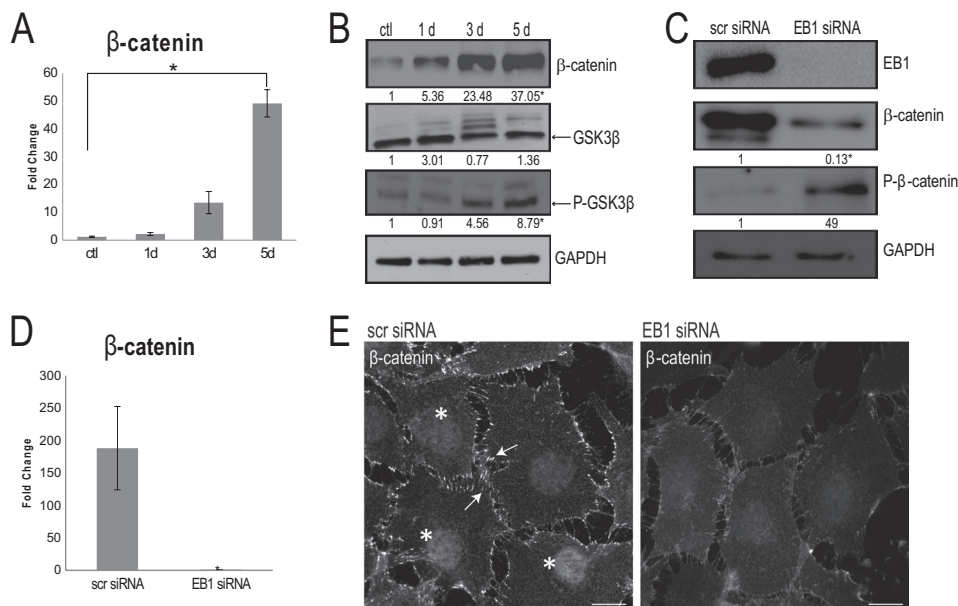 A
β-catenin
*
Fold Change
60
50
40
30
20
10
0
ctl
1d
3d
5d
B
ctl 1 d 3 d 5 d
β-catenin
1 5.36 23.48 37.05*
←GSK3β
1 3.01 0.77 1.36
←P-GSK3β
1 0.91 4.56 8.79*
GAPDH
C
scr siRNA EB1 siRNA
EB1
β-catenin
1 0.13*
P-β-catenin
1 49
GAPDH
D
β-catenin
Fold Change
300
250
200
150
100
50
0
*
scr siRNA EB1 siRNA
E
scr siRNA
β-catenin
*
*
*
EB1 siRNA
β-catenin